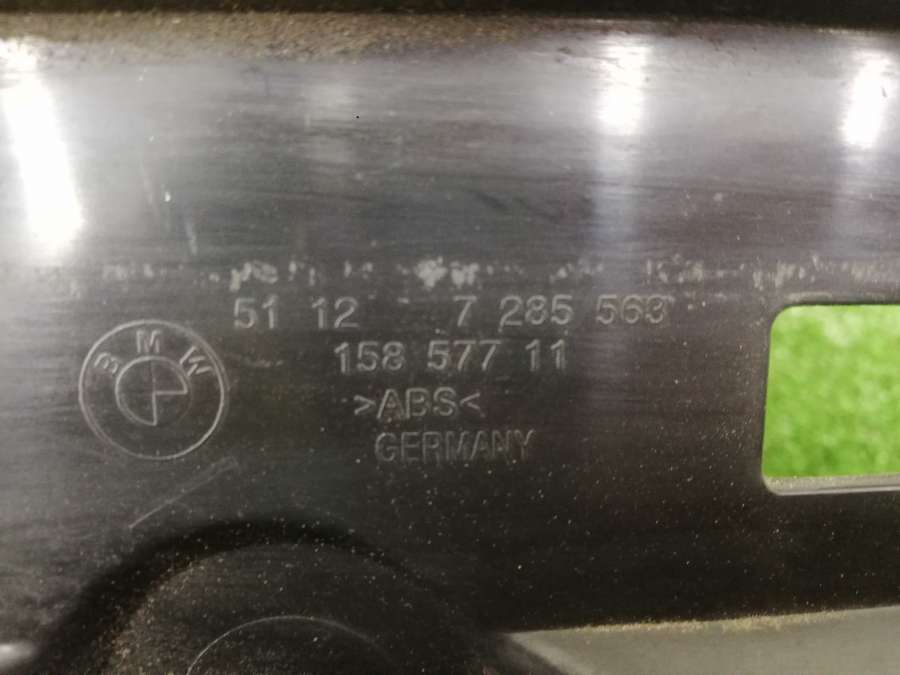 51 12 7 285 563
158 577 11
>ABS<
GERMANY
BMW